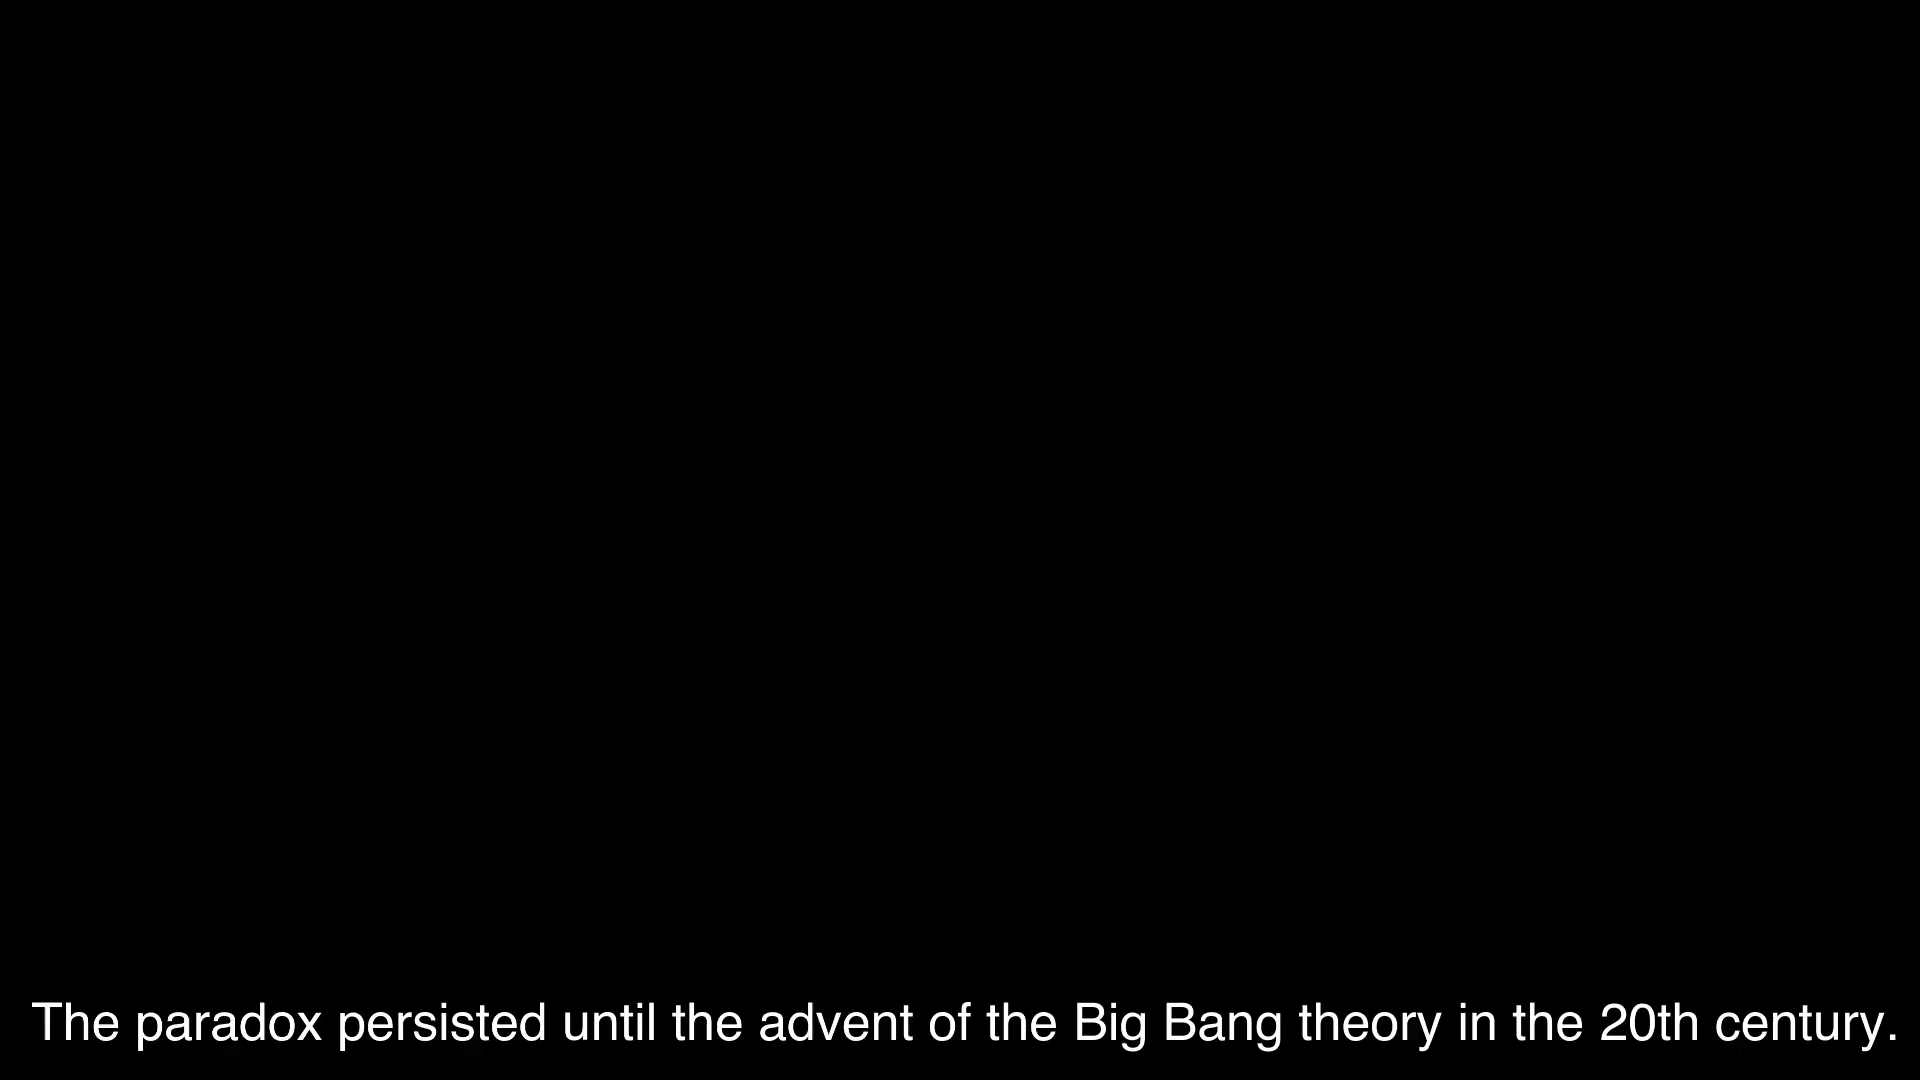 The paradox persisted until the advent of the Big Bang theory in the 20th century.